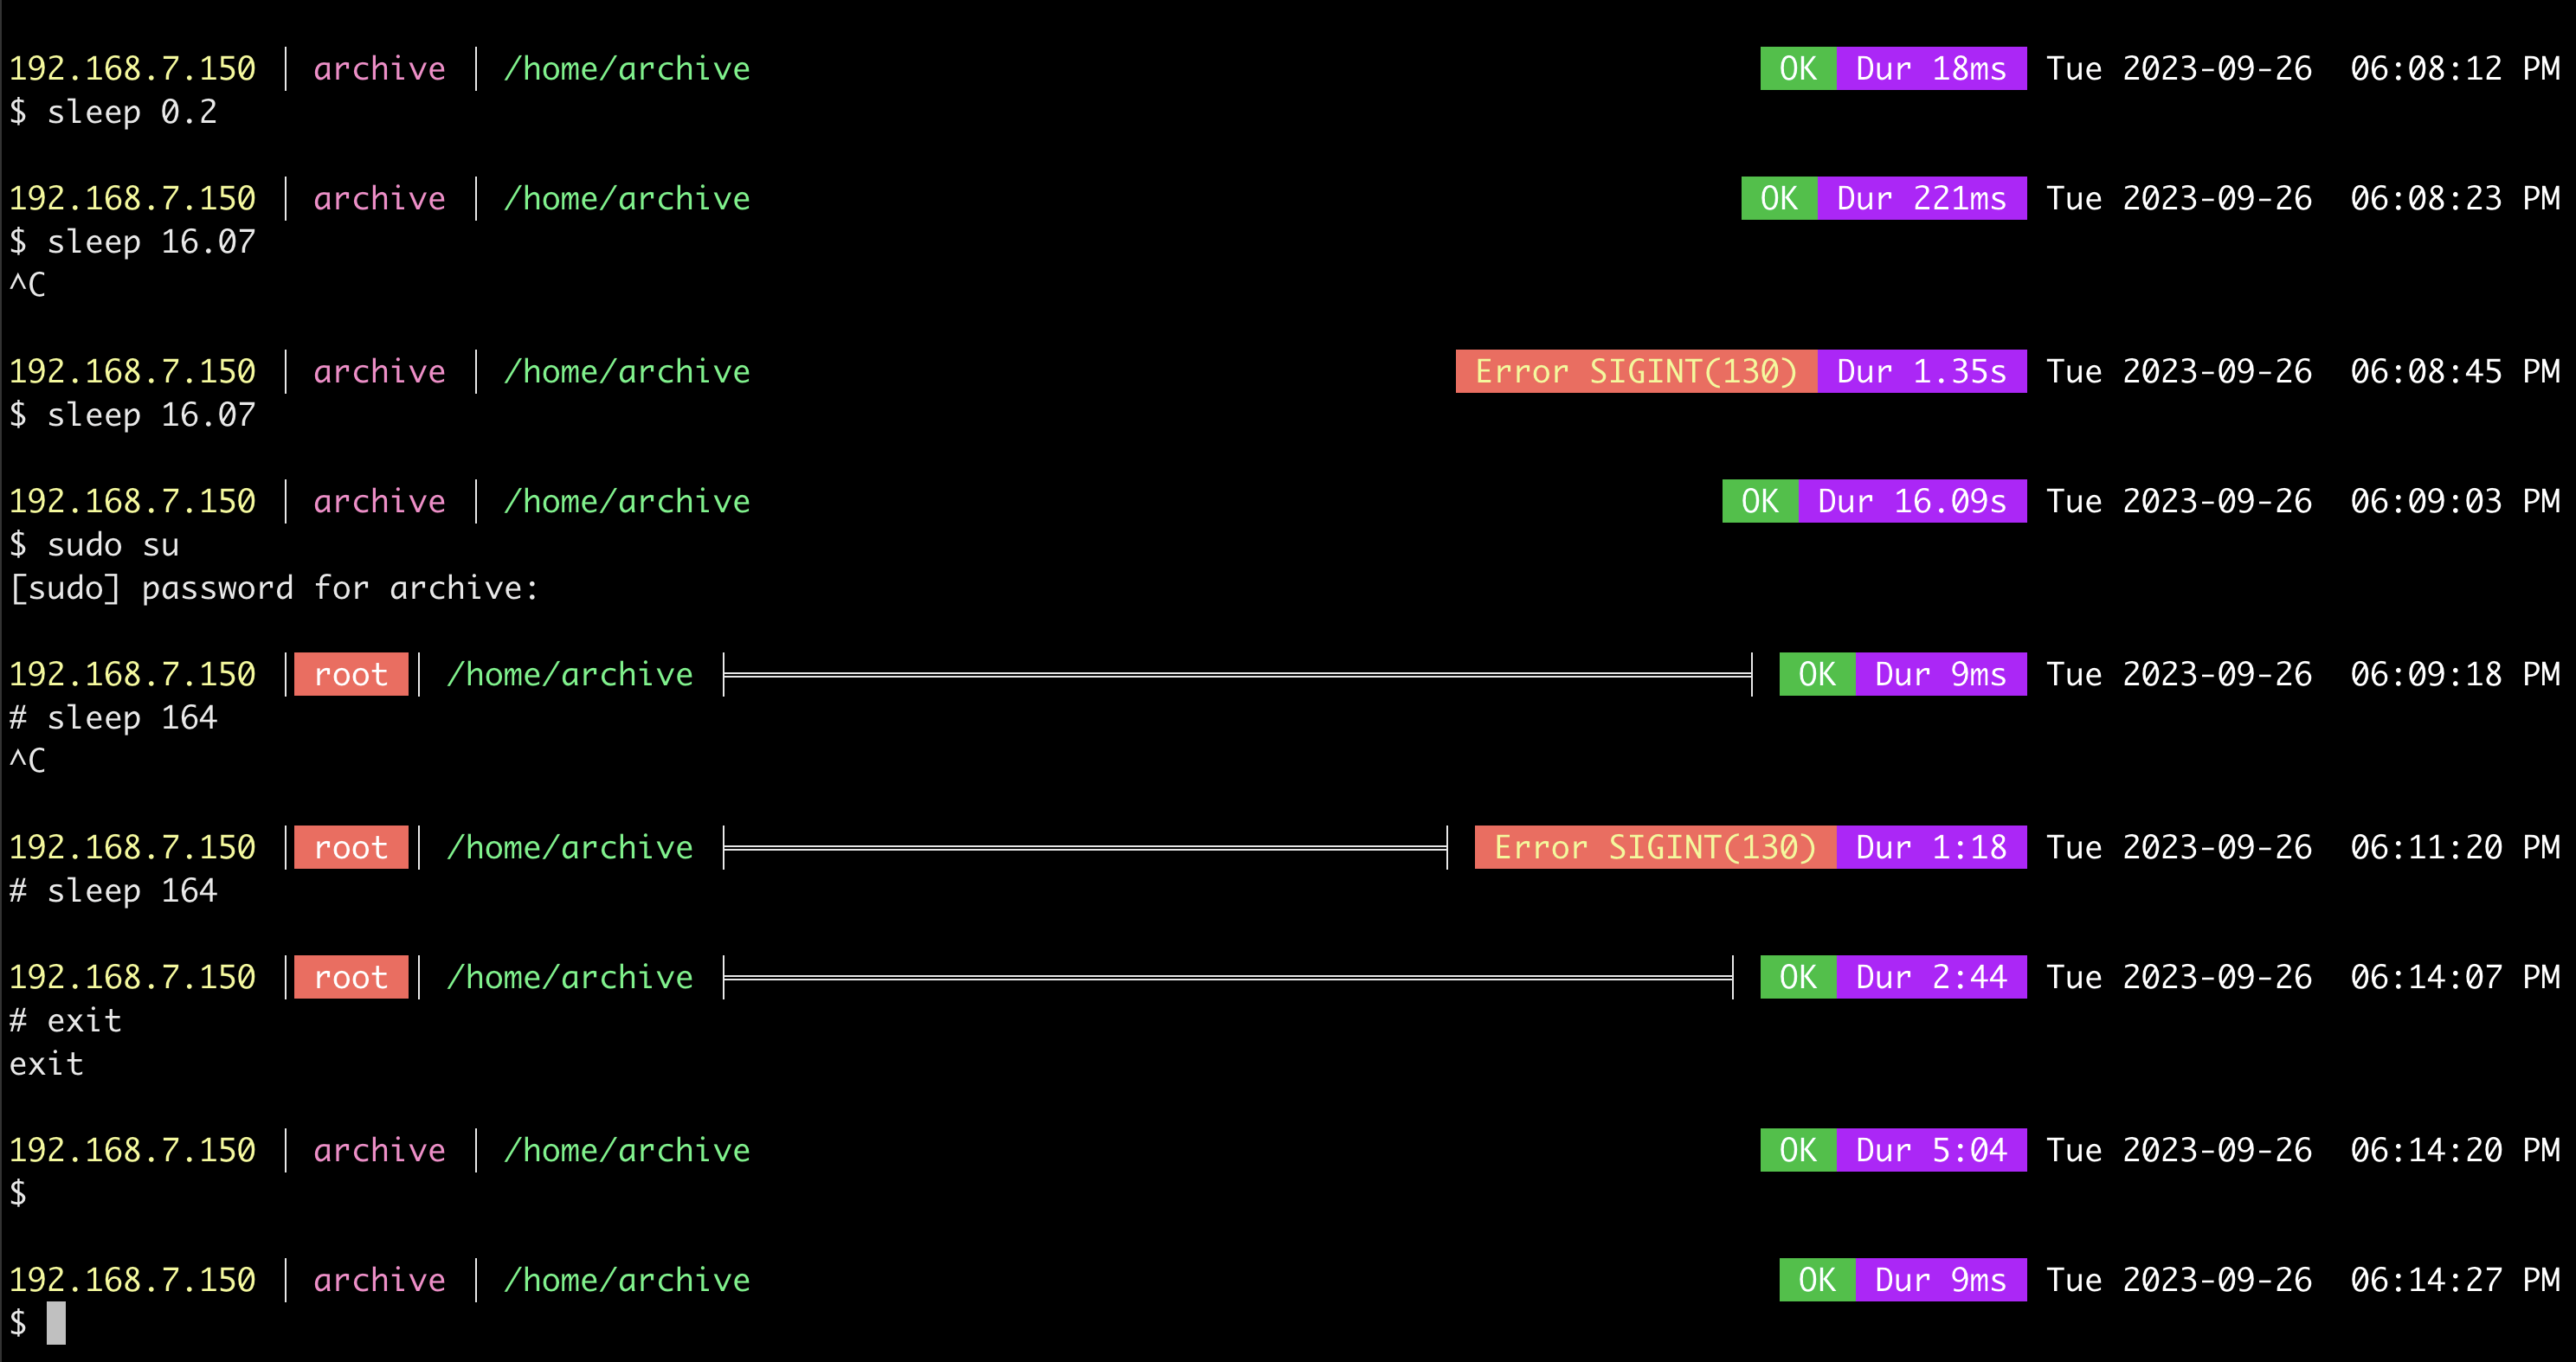 192.168.7.150 │ archive │ /home/archive OK Dur 18ms Tue 2023-09-26 06:08:12 PM
$ sleep 0.2
192.168.7.150 │ archive │ /home/archive OK Dur 221ms Tue 2023-09-26 06:08:23 PM
$ sleep 16.07
^C
192.168.7.150 │ archive │ /home/archive Error SIGINT(130) Dur 1.35s Tue 2023-09-26 06:08:45 PM
$ sleep 16.07
192.168.7.150 │ archive │ /home/archive OK Dur 16.09s Tue 2023-09-26 06:09:03 PM
$ sudo su
[sudo] password for archive:
192.168.7.150 │ root │ /home/archive OK Dur 9ms Tue 2023-09-26 06:09:18 PM
# sleep 164
^C
192.168.7.150 │ root │ /home/archive Error SIGINT(130) Dur 1:18 Tue 2023-09-26 06:11:20 PM
# sleep 164
192.168.7.150 │ root │ /home/archive OK Dur 2:44 Tue 2023-09-26 06:14:07 PM
# exit
exit
192.168.7.150 │ archive │ /home/archive OK Dur 5:04 Tue 2023-09-26 06:14:20 PM
$
192.168.7.150 │ archive │ /home/archive OK Dur 9ms Tue 2023-09-26 06:14:27 PM
$